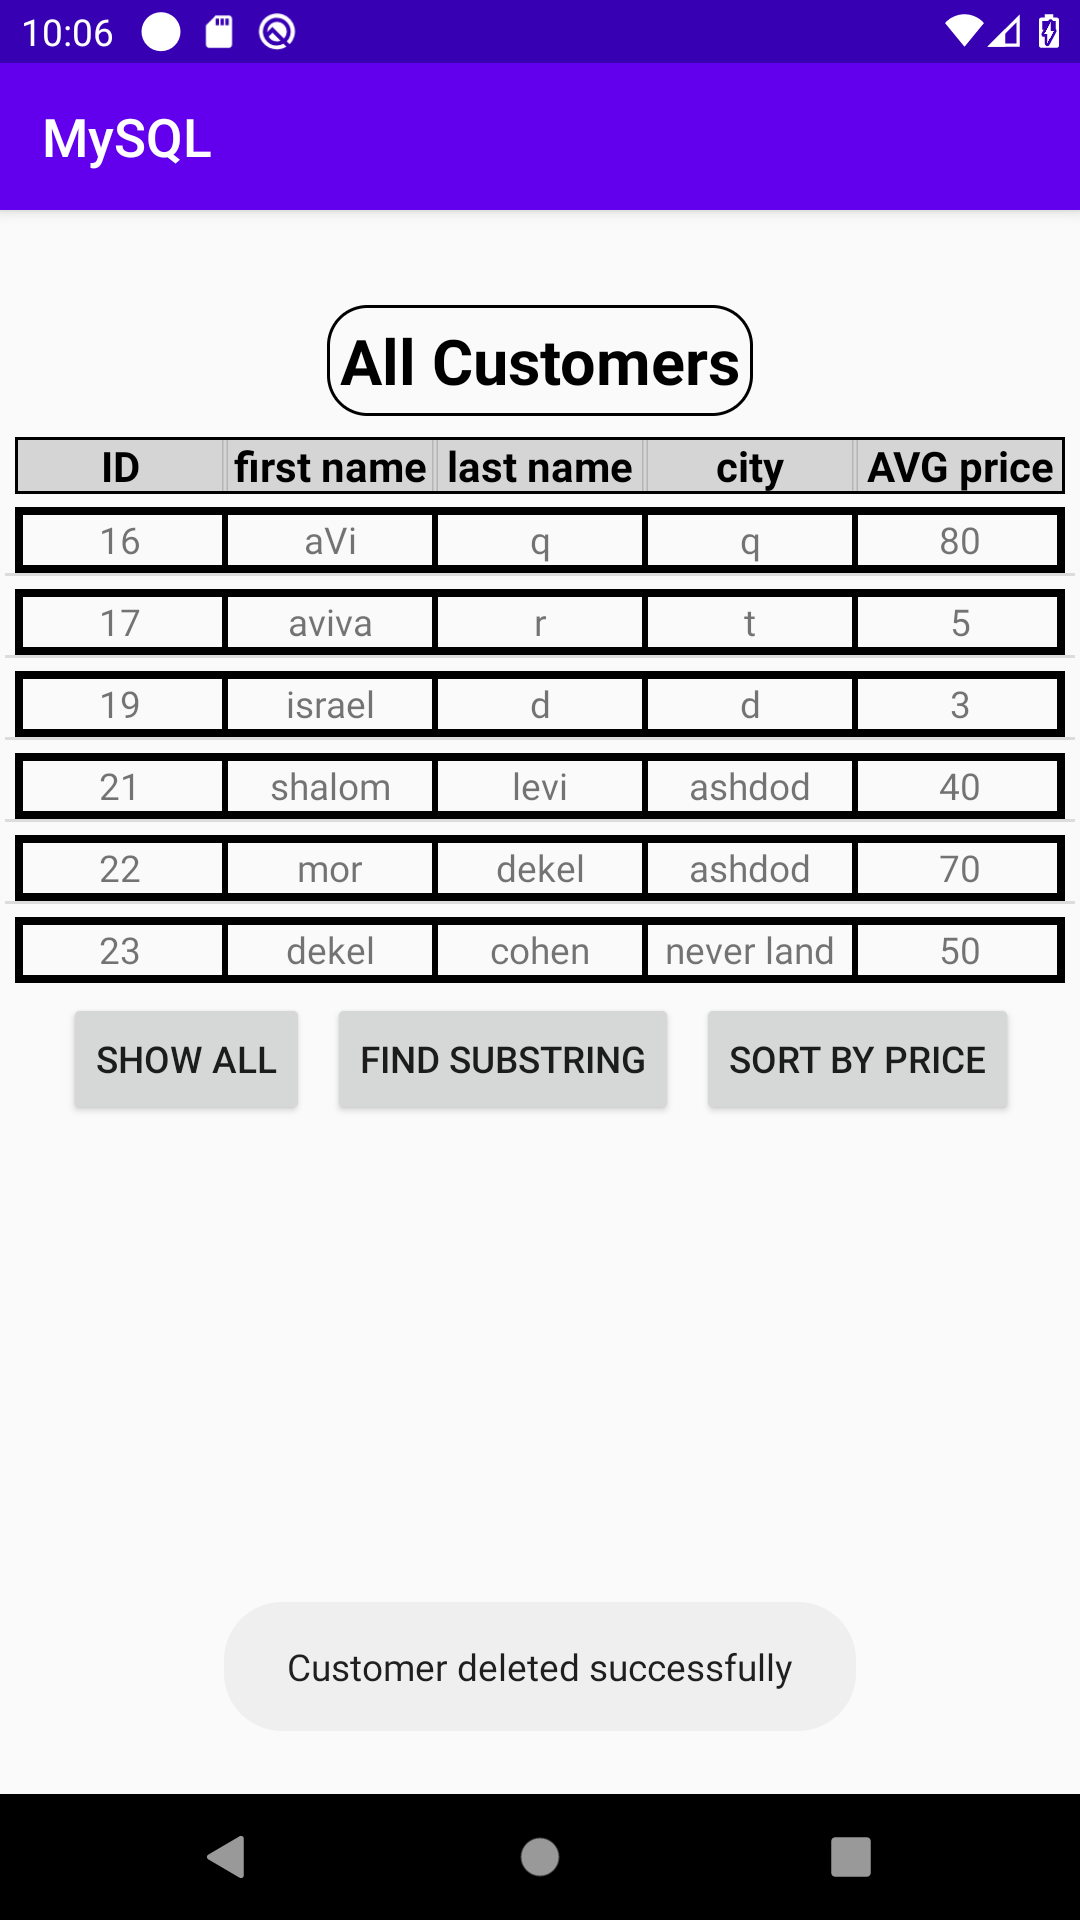 10:06
MySQL
All Customers
ID first name last name city AVG price
16 aVi q q 80
17 aviva r t 5
19 israel d d 3
21 shalom levi ashdod 40
22 mor dekel ashdod 70
23 dekel cohen never land 50
SHOW ALL FIND SUBSTRING SORT BY PRICE
Customer deleted successfully